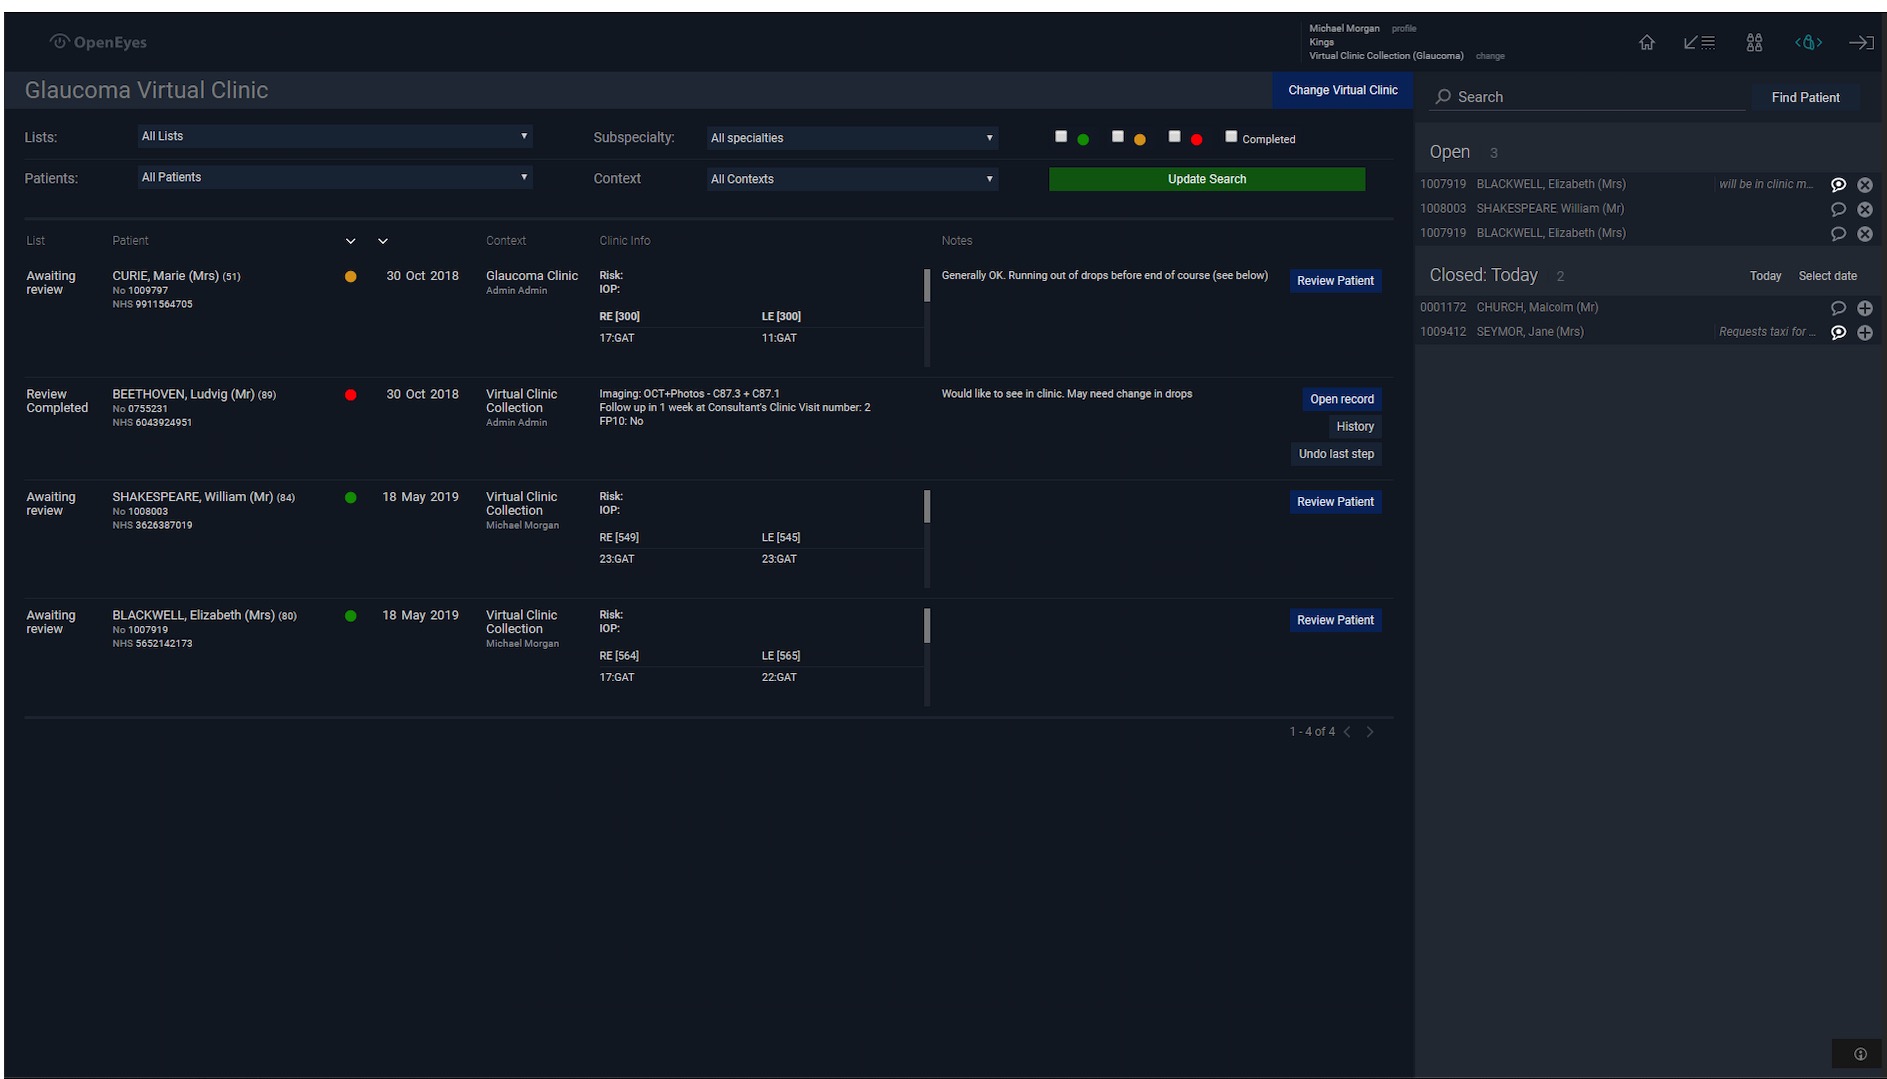 OpenEyes
Michael Morgan profile
Kings
Virtual Clinic Collection (Glaucoma) change
Glaucoma Virtual Clinic
Change Virtual Clinic
Search
Find Patient
Lists: All Lists
Subspecialty: All specialties
Completed
Patients: All Patients
Context All Contexts
Update Search
List Patient Context Clinic Info Notes
Awaiting review
CURIE, Marie (Mrs) (51)
No 1009797
NHS 9911564705
30 Oct 2018
Glaucoma Clinic
Admin Admin
Risk:
IOP:
RE [300] LE [300]
17:GAT 11:GAT
Generally OK. Running out of drops before end of course (see below)
Review Patient
Review Completed
BEETHOVEN, Ludvig (Mr) (89)
No 0755231
NHS 6043924951
30 Oct 2018
Virtual Clinic Collection
Admin Admin
Imaging: OCT+Photos - C87.3 + C87.1
Follow up in 1 week at Consultant's Clinic Visit number: 2
FP10: No
Would like to see in clinic. May need change in drops
Open record
History
Undo last step
Awaiting review
SHAKESPEARE, William (Mr) (84)
No 1008003
NHS 3626387019
18 May 2019
Virtual Clinic Collection
Michael Morgan
Risk:
IOP:
RE [549] LE [545]
23:GAT 23:GAT
Review Patient
Awaiting review
BLACKWELL, Elizabeth (Mrs) (80)
No 1007919
NHS 5652142173
18 May 2019
Virtual Clinic Collection
Michael Morgan
Risk:
IOP:
RE [564] LE [565]
17:GAT 22:GAT
Review Patient
1 - 4 of 4
Open 3
1007919 BLACKWELL, Elizabeth (Mrs) will be in clinic m...
1008003 SHAKESPEARE William (Mr)
1007919 BLACKWELL, Elizabeth (Mrs)
Closed: Today 2 Today Select date
0001172 CHURCH, Malcolm (Mr)
1009412 SEYMOR, Jane (Mrs) Requests taxi for ...